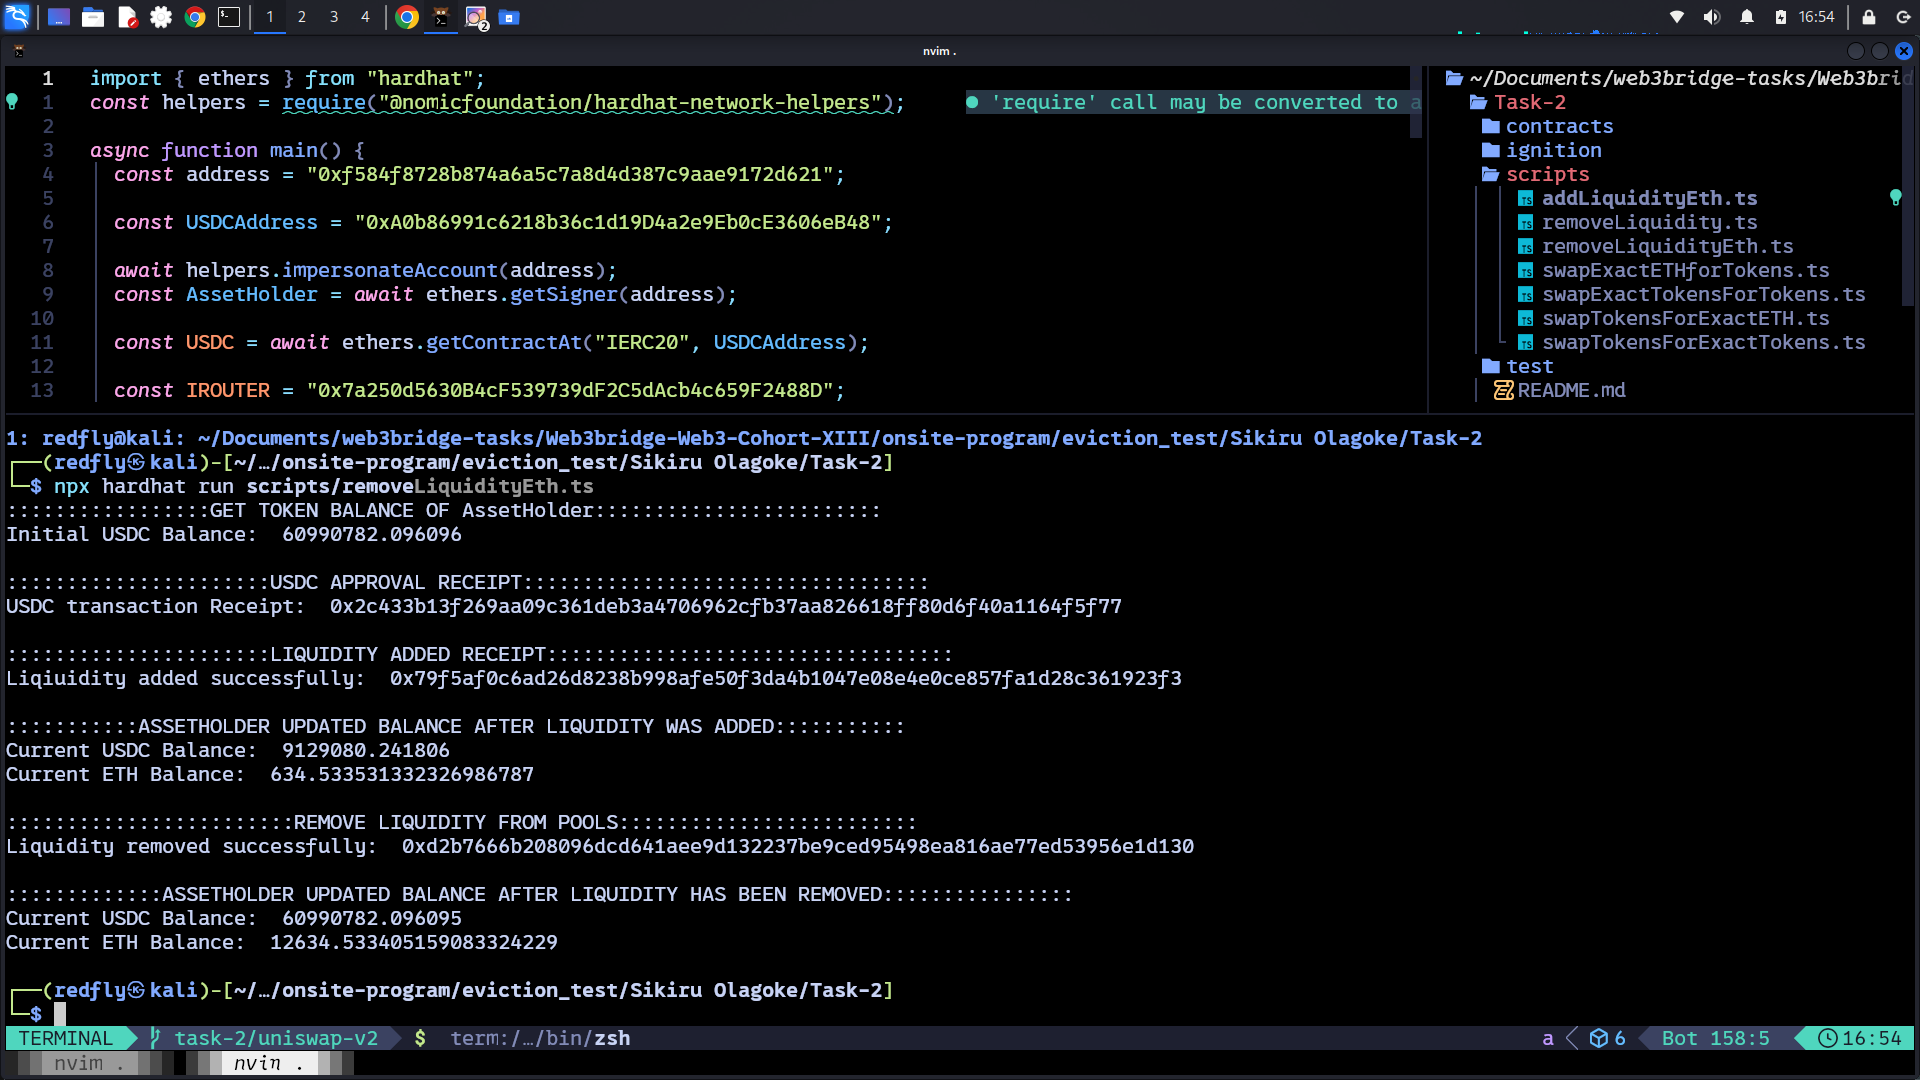 1 2 3 4 2 16:54
nvim .
1 import { ethers } from "hardhat";
1 const helpers = require("@nomicfoundation/hardhat-network-helpers"); ● 'require' call may be converted to a
2
3 async function main() {
4 const address = "0xf584f8728b874a6a5c7a8d4d387c9aae9172d621";
5
6 const USDCAddress = "0xA0b86991c6218b36c1d19D4a2e9Eb0cE3606eB48";
7
8 await helpers.impersonateAccount(address);
9 const AssetHolder = await ethers.getSigner(address);
10
11 const USDC = await ethers.getContractAt("IERC20", USDCAddress);
12
13 const IROUTER = "0x7a250d5630B4cF539739dF2C5dAcb4c659F2488D";
~/Documents/web3bridge-tasks/Web3brid
Task-2
contracts
ignition
scripts
TS addLiquidityEth.ts
TS removeLiquidity.ts
TS removeLiquidityEth.ts
TS swapExactETHforTokens.ts
TS swapExactTokensForTokens.ts
TS swapTokensForExactETH.ts
TS swapTokensForExactTokens.ts
test
README.md
1: redfly@kali: ~/Documents/web3bridge-tasks/Web3bridge-Web3-Cohort-XIII/onsite-program/eviction_test/Sikiru Olagoke/Task-2
┌──(redfly㉿kali)-[~/…/onsite-program/eviction_test/Sikiru Olagoke/Task-2]
└─$ npx hardhat run scripts/removeLiquidityEth.ts
:::::::::::::::::GET TOKEN BALANCE OF AssetHolder::::::::::::::::::::::::
Initial USDC Balance:  60990782.096096
::::::::::::::::::::::USDC APPROVAL RECEIPT::::::::::::::::::::::::::::::::::
USDC transaction Receipt:  0x2c433b13f269aa09c361deb3a4706962cfb37aa826618ff80d6f40a1164f5f77
::::::::::::::::::::::LIQUIDITY ADDED RECEIPT::::::::::::::::::::::::::::::::::
Liqiuidity added successfully:  0x79f5af0c6ad26d8238b998afe50f3da4b1047e08e4e0ce857fa1d28c361923f3
:::::::::::ASSETHOLDER UPDATED BALANCE AFTER LIQUIDITY WAS ADDED:::::::::::
Current USDC Balance:  9129080.241806
Current ETH Balance:  634.533531332326986787
::::::::::::::::::::::::REMOVE LIQUIDITY FROM POOLS:::::::::::::::::::::::::
Liquidity removed successfully:  0xd2b7666b208096dcd641aee9d132237be9ced95498ea816ae77ed53956e1d130
:::::::::::::ASSETHOLDER UPDATED BALANCE AFTER LIQUIDITY HAS BEEN REMOVED::::::::::::::::
Current USDC Balance:  60990782.096095
Current ETH Balance:  12634.533405159083324229
┌──(redfly㉿kali)-[~/…/onsite-program/eviction_test/Sikiru Olagoke/Task-2]
└─$
TERMINAL task-2/uniswap-v2 $ term:/…/bin/zsh a 6 Bot 158:5 16:54
nvim . nvin .